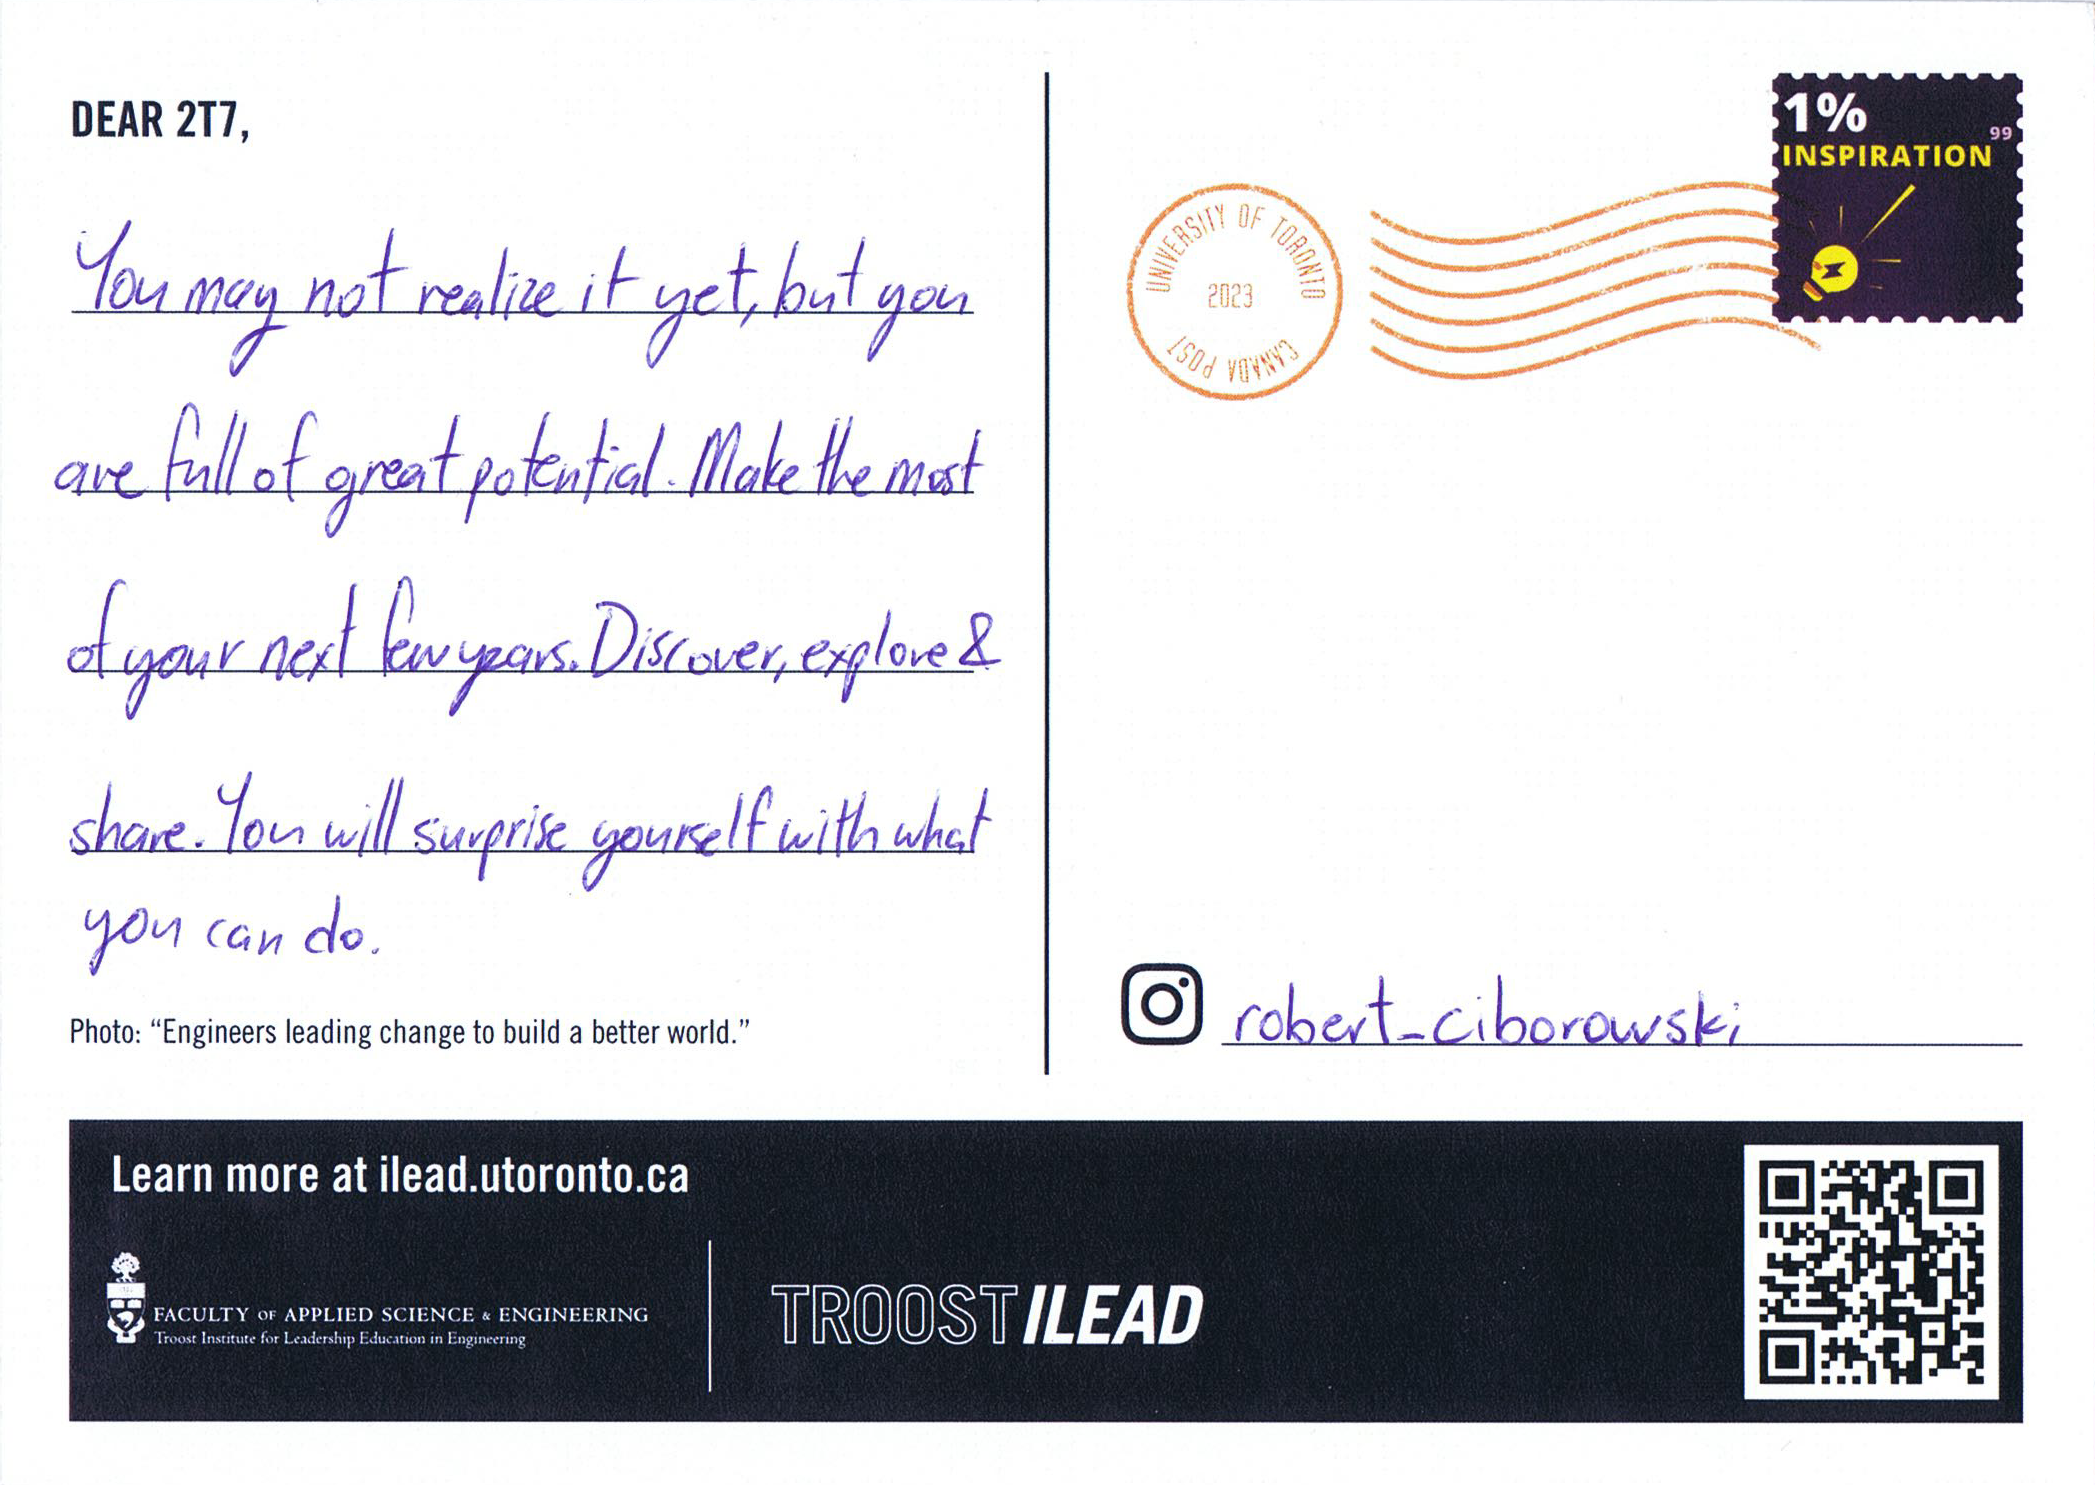 DEAR 2T7,
You may not realize it yet, but you
are full of great potential. Make the most
of your next few years. Discover, explore &
share. You will surprise yourself with what
you can do.
Photo: “Engineers leading change to build a better world.”
1%
99
INSPIRATION
UNIVERSITY OF TORONTO
2023
CANADA POST
robert_ciborowski
Learn more at ilead.utoronto.ca
FACULTY OF APPLIED SCIENCE & ENGINEERING
Troost Institute for Leadership Education in Engineering
TROOST ILEAD